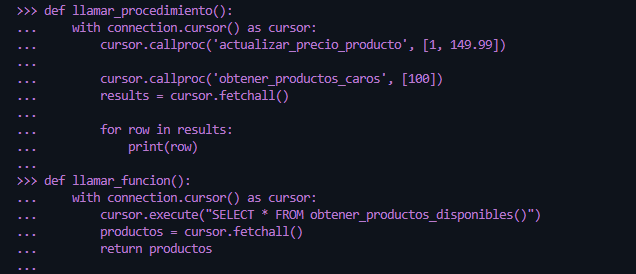 >>> def llamar_procedimiento():
...     with connection.cursor() as cursor:
...         cursor.callproc('actualizar_precio_producto', [1, 149.99])
...
...         cursor.callproc('obtener_productos_caros', [100])
...         results = cursor.fetchall()
...
...         for row in results:
...             print(row)
...
>>> def llamar_funcion():
...     with connection.cursor() as cursor:
...         cursor.execute("SELECT * FROM obtener_productos_disponibles()")
...         productos = cursor.fetchall()
...         return productos
...